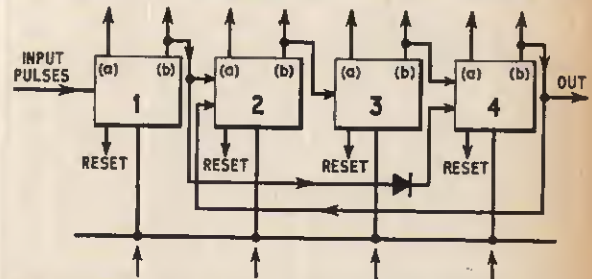 (a) (b) (a) (b) (a) (b) (a) (b)
INPUT
PULSES
OUT
1 2 3 4
RESET RESET RESET RESET